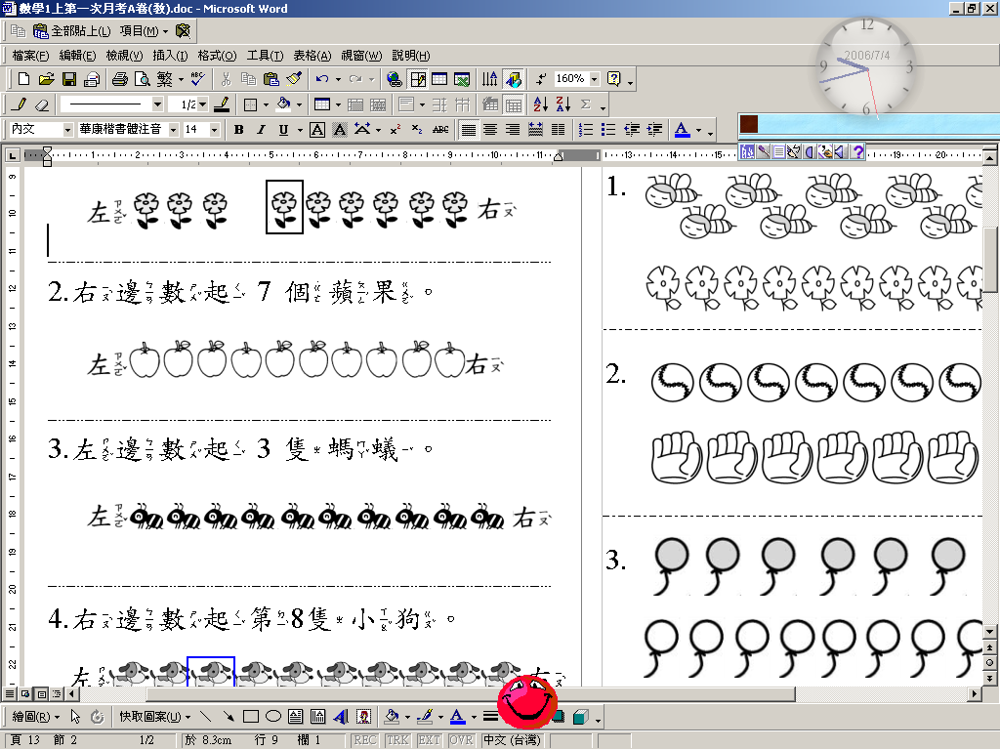 數學1上第一次月考A卷(教).doc - Microsoft Word
全部貼上(L) 項目(M)
檔案(F) 編輯(E) 檢視(V) 插入(I) 格式(O) 工具(T) 表格(A) 視窗(W) 說明(H)
160%
1/2
內文 華康楷書體注音 14 B I U A A ABC A
2006/7/4
12 3 6 9
左 右
2.右邊數起 7 個蘋果。
左 右
3.左邊數起 3 隻螞蟻。
左 右
4.右邊數起第8隻小狗。
左 右
1.
2.
3.
繪圖(R) 快取圖案(U)
頁 13 節 2 1/2 於 8.3cm 行 9 欄 1 REC TRK EXT OVR 中文 (台灣)